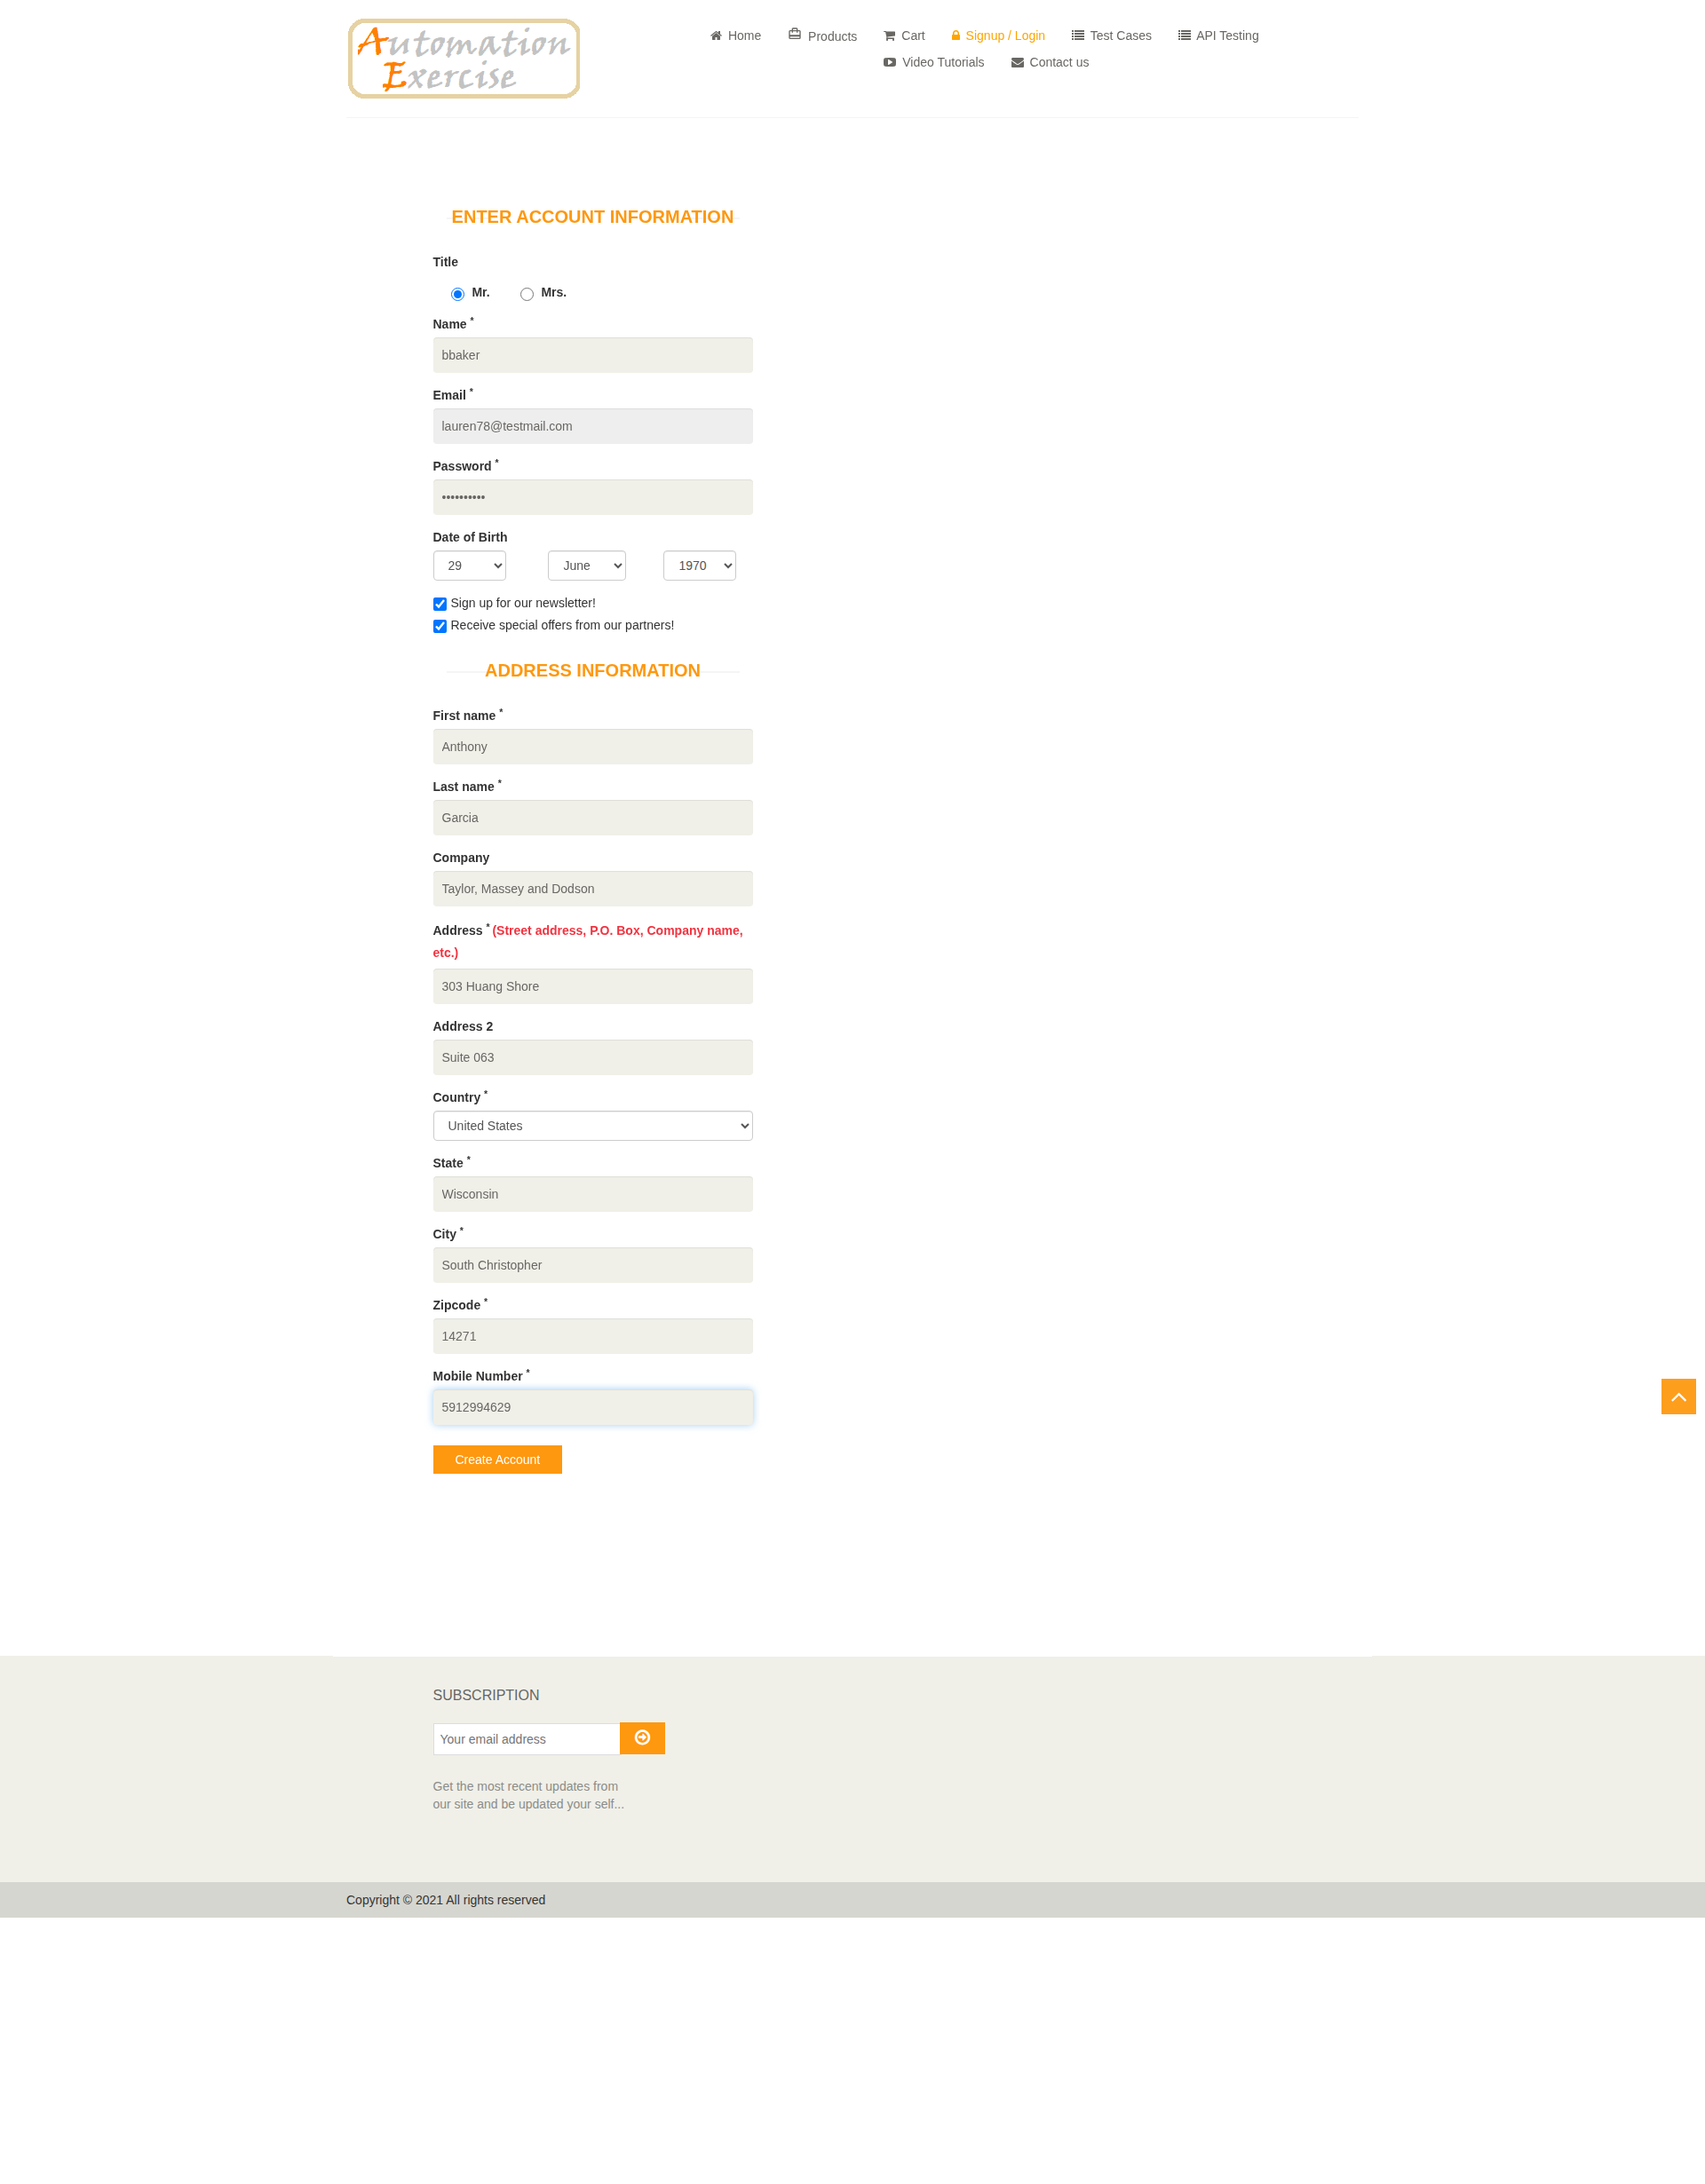 Automation
Exercise
Home
Products
Cart
Signup / Login
Test Cases
API Testing
Video Tutorials
Contact us
ENTER ACCOUNT INFORMATION
Title
Mr.
Mrs.
Name *
bbaker
Email *
lauren78@testmail.com
Password *
••••••••••
Date of Birth
29
June
1970
Sign up for our newsletter!
Receive special offers from our partners!
ADDRESS INFORMATION
First name *
Anthony
Last name *
Garcia
Company
Taylor, Massey and Dodson
Address * (Street address, P.O. Box, Company name,
etc.)
303 Huang Shore
Address 2
Suite 063
Country *
United States
State *
Wisconsin
City *
South Christopher
Zipcode *
14271
Mobile Number *
5912994629
Create Account
SUBSCRIPTION
Your email address
Get the most recent updates from
our site and be updated your self...
Copyright © 2021 All rights reserved